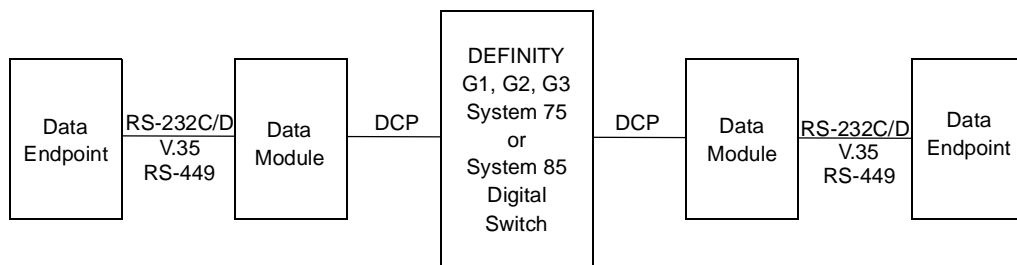 Data
Endpoint
RS-232C/D
V.35
RS-449
Data
Module
DCP
DEFINITY
G1, G2, G3
System 75
or
System 85
Digital
Switch
DCP
Data
Module
RS-232C/D
V.35
RS-449
Data
Endpoint